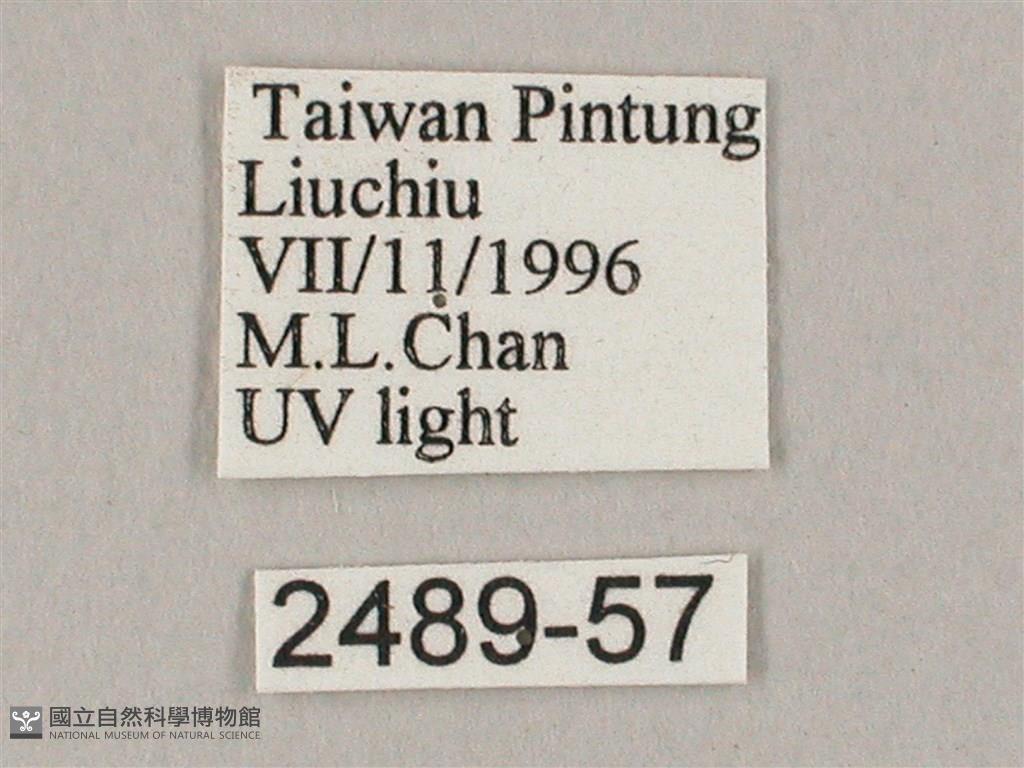 Taiwan Pintung
Liuchiu
VII/11/1996
M.L.Chan
UV light
2489-57
國立自然科學博物館
NATIONAL MUSEUM OF NATURAL SCIENCE